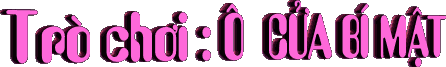 Trò chơi : Ô CỬA BÍ MẬT